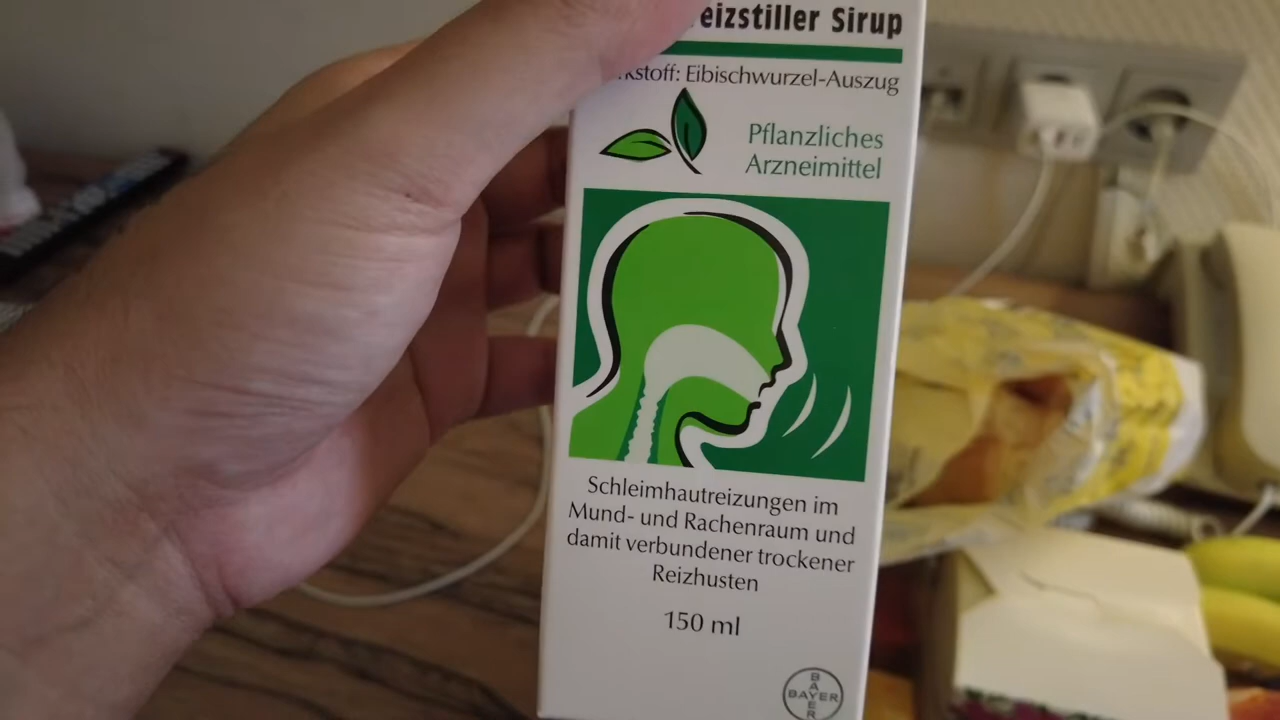 eizstiller Sirup
kstoff: Eibischwurzel-Auszug
Pflanzliches
Arzneimittel
Schleimhautreizungen im
Mund- und Rachenraum und
damit verbundener trockener
Reizhusten
150 ml
BAYER